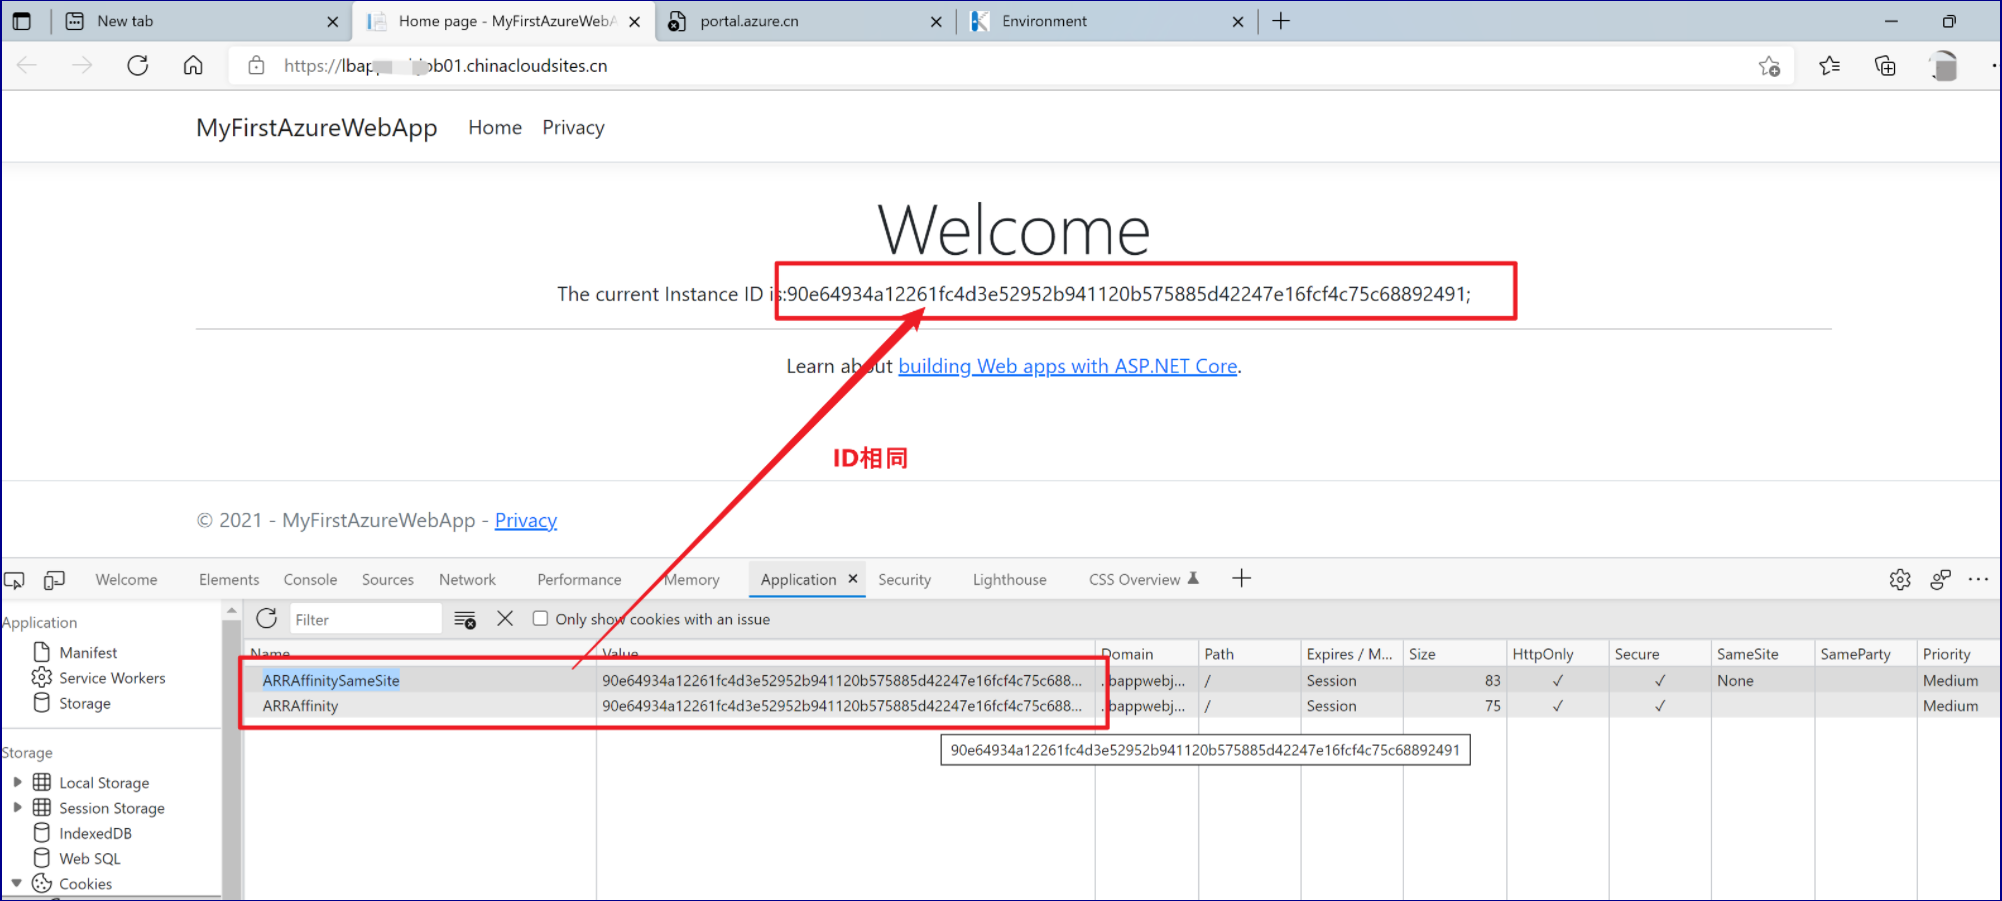 New tab
Home page - MyFirstAzureWebA
portal.azure.cn
Environment
https://lbap ob01.chinacloudsites.cn
MyFirstAzureWebApp Home Privacy
Welcome
The current Instance ID is:90e64934a12261fc4d3e52952b941120b575885d42247e16fcf4c75c68892491;
Learn about building Web apps with ASP.NET Core.
ID相同
© 2021 - MyFirstAzureWebApp - Privacy
Welcome Elements Console Sources Network Performance Memory Application Security Lighthouse CSS Overview
Application
Manifest
Service Workers
Storage
Storage
Local Storage
Session Storage
IndexedDB
Web SQL
Cookies
Filter Only show cookies with an issue
Name Value Domain Path Expires / M... Size HttpOnly Secure SameSite SameParty Priority
ARRAffinitySameSite 90e64934a12261fc4d3e52952b941120b575885d42247e16fcf4c75c688... .bappwebj... / Session 83 ✓ ✓ None Medium
ARRAffinity 90e64934a12261fc4d3e52952b941120b575885d42247e16fcf4c75c688... .bappwebj... / Session 75 ✓ ✓ Medium
90e64934a12261fc4d3e52952b941120b575885d42247e16fcf4c75c68892491